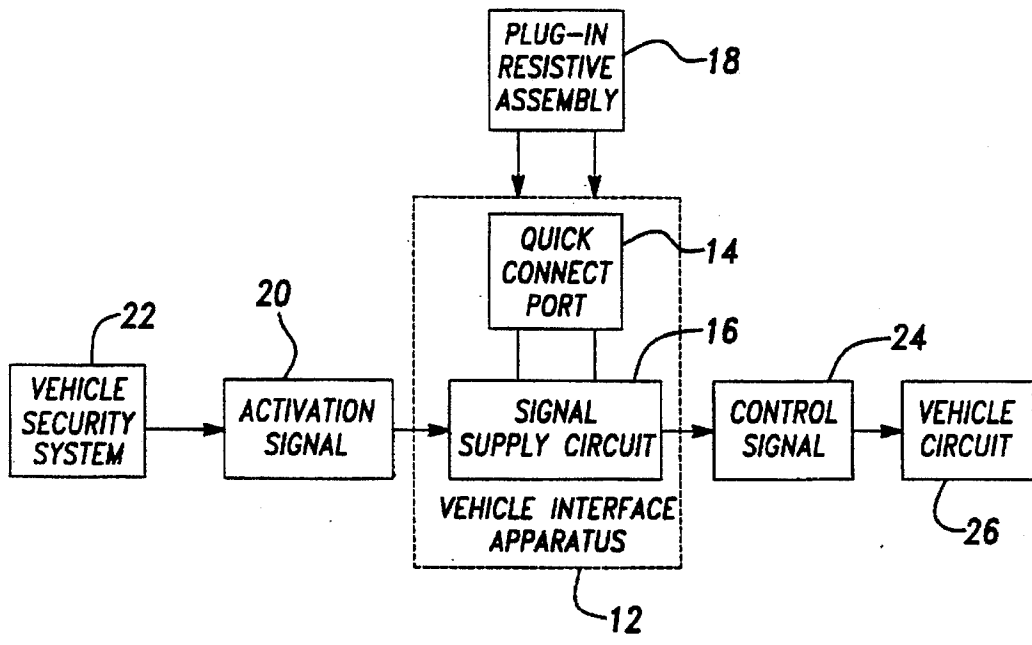 PLUG-IN
RESISTIVE
ASSEMBLY
18
QUICK
CONNECT
PORT
14
22
20
16
24
VEHICLE
SECURITY
SYSTEM
ACTIVATION
SIGNAL
SIGNAL
SUPPLY CIRCUIT
CONTROL
SIGNAL
VEHICLE
CIRCUIT
VEHICLE INTERFACE
APPARATUS
26
12